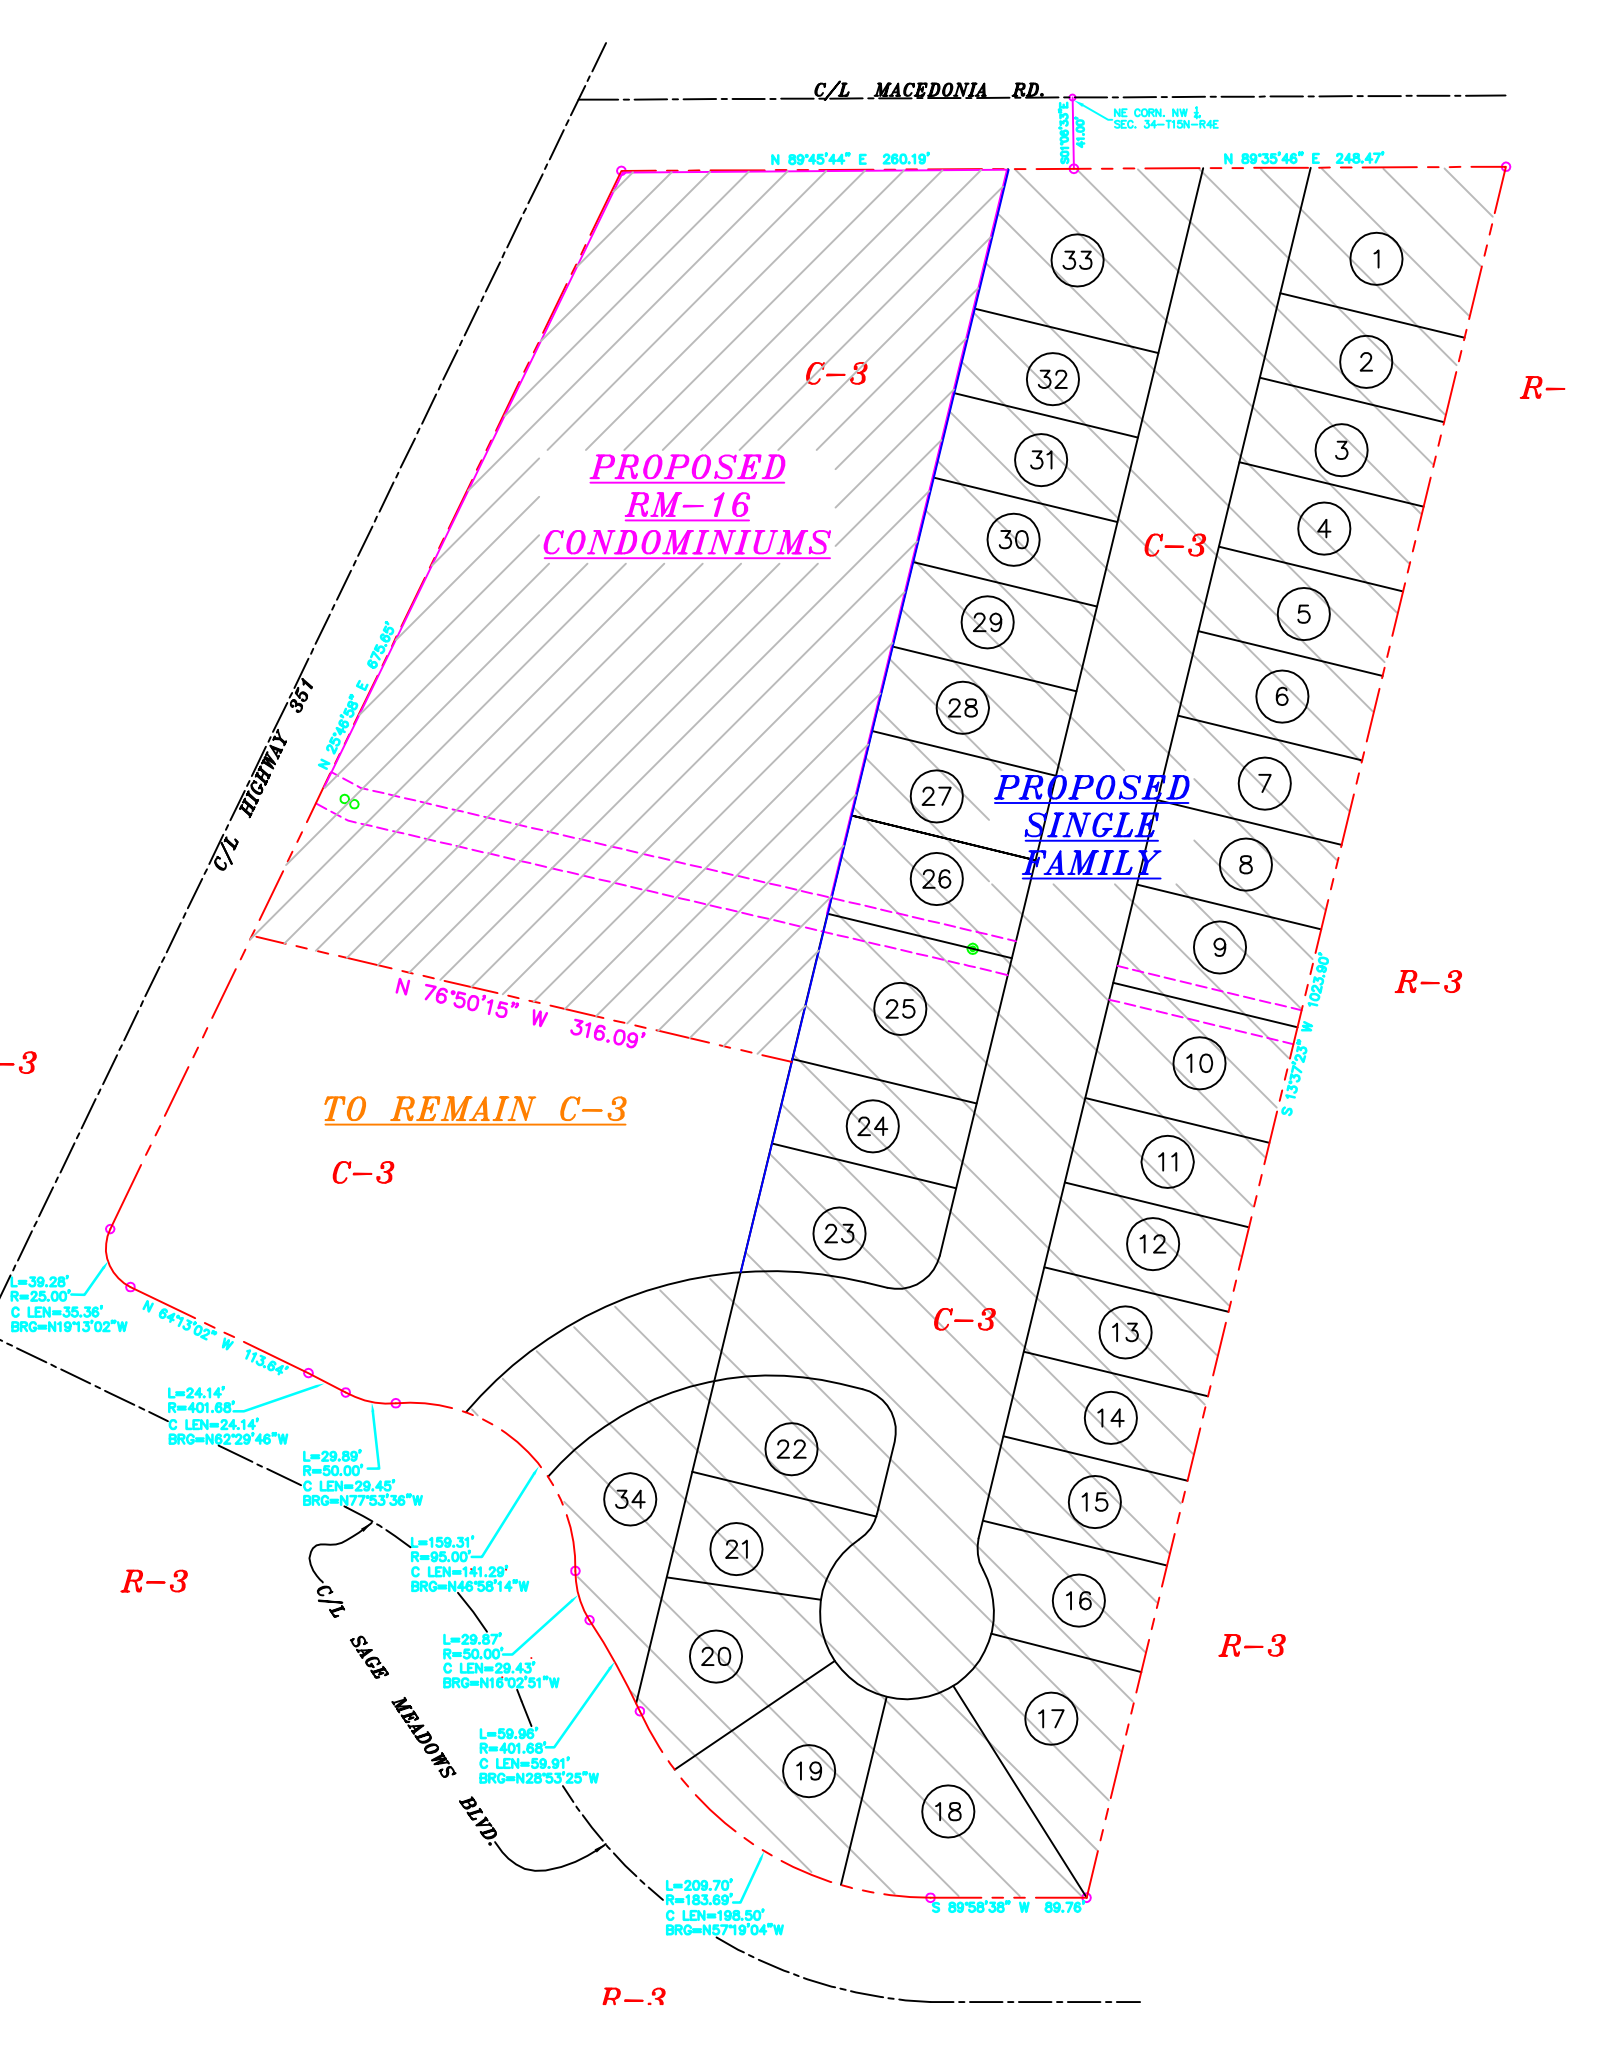 C/L MACEDONIA RD.
S01°08'33"E
41.00'
NE CORN. NW ¼
SEC. 34-T15N-R4E
N 89°45'44" E 260.19'
N 89°35'46" E 248.47'
33
1
32
2
31
3
30
4
29
5
28
6
27
7
26
8
9
25
10
24
11
23
12
13
14
22
15
34
21
16
20
17
19
18
C-3
R-
PROPOSED
RM-16
CONDOMINIUMS
C-3
N 25°46'58" E 675.65'
C/L HIGHWAY 351
PROPOSED
SINGLE
FAMILY
R-3
S 13°37'23" W 1023.90'
N 76°50'15" W 316.09'
-3
TO REMAIN C-3
C-3
L=39.28'
R=25.00'
C LEN=35.36'
BRG=N19°13'02"W
N 64°13'02" W 113.64'
C-3
L=24.14'
R=401.68'
C LEN=24.14'
BRG=N62°29'46"W
L=29.89'
R=50.00'
C LEN=29.45'
BRG=N77°53'36"W
L=159.31'
R=95.00'
C LEN=141.29'
BRG=N46°58'14"W
R-3
C/L SAGE MEADOWS BLVD.
L=29.87'
R=50.00'
C LEN=29.43'
BRG=N16°02'51"W
R-3
L=59.96'
R=401.68'
C LEN=59.91'
BRG=N28°53'25"W
L=209.70'
R=183.69'
C LEN=198.50'
BRG=N57°19'04"W
S 89°58'38" W 89.76'
R-3